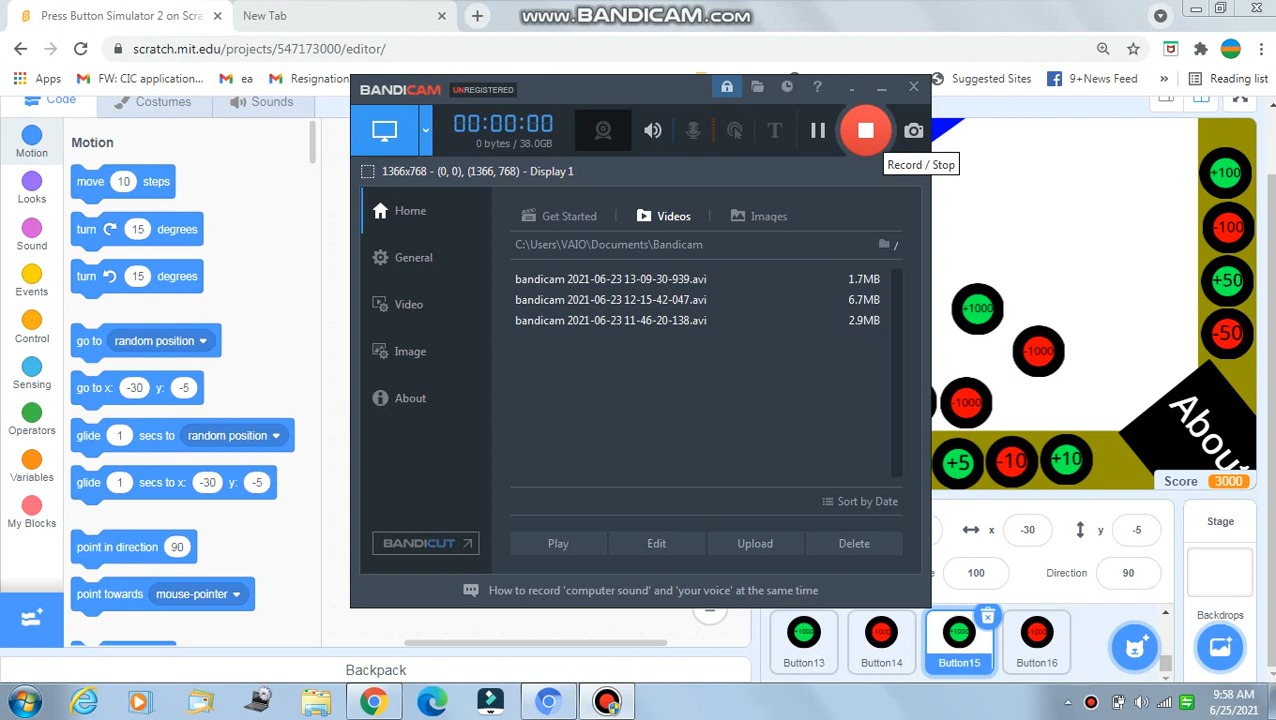 Press Button Simulator 2 on Scra
New Tab
www.BANDICAM.com
scratch.mit.edu/projects/547173000/editor/
Apps
FW: CIC application...
ea
Resignation
Suggested Sites
9+News Feed
»
Reading list
Code
Costumes
Sounds
Motion
Looks
Sound
Events
Control
Sensing
Operators
Variables
My Blocks
Motion
move 10 steps
turn 15 degrees
turn 15 degrees
go to random position
go to x: -30 y: -5
glide 1 secs to random position
glide 1 secs to x: -30 y: -5
point in direction 90
point towards mouse-pointer
Backpack
BANDICAM UNREGISTERED
00:00:00
0 bytes / 38.0GB
Record / Stop
1366x768 - (0, 0), (1366, 768) - Display 1
Home
General
Video
Image
About
BANDICUT
Get Started
Videos
Images
C:\Users\VAIO\Documents\Bandicam
bandicam 2021-06-23 13-09-30-939.avi 1.7MB
bandicam 2021-06-23 12-15-42-047.avi 6.7MB
bandicam 2021-06-23 11-46-20-138.avi 2.9MB
Sort by Date
Play
Edit
Upload
Delete
How to record 'computer sound' and 'your voice' at the same time
+100
-100
+50
-50
+1000
-1000
-1000
+5
-10
+10
About
Score 3000
x -30
y -5
100
Direction 90
Stage
Backdrops
+1000
Button13
-1000
Button14
+1000
Button15
-1000
Button16
9:58 AM
6/25/2021